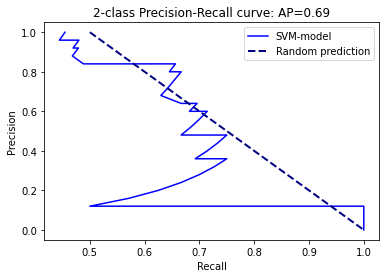 2-class Precision-Recall curve: AP=0.69
SVM-model
Random prediction
Precision
1.0
0.8
0.6
0.4
0.2
0.0
0.5 0.6 0.7 0.8 0.9 1.0
Recall